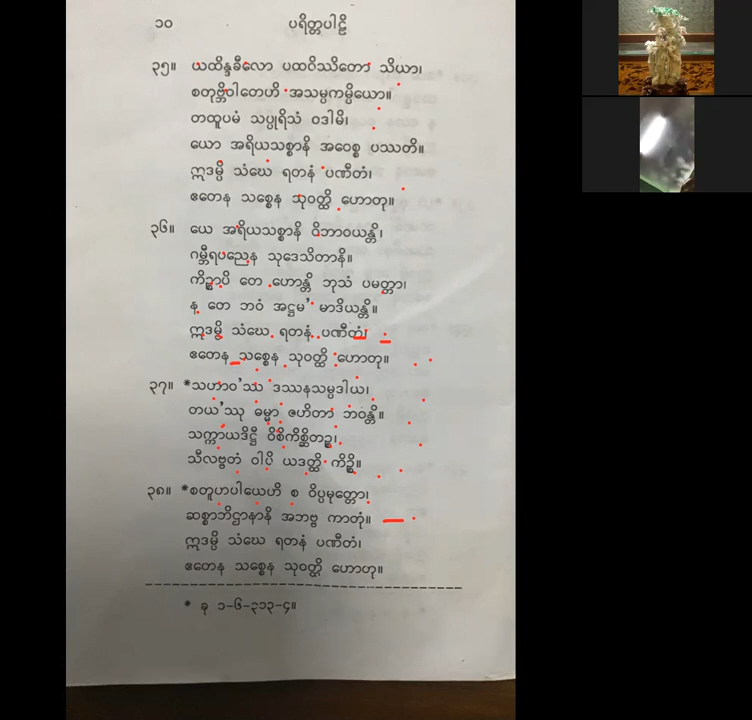 ၁၀ ပရိတ္တပါဠိ
၃၅။ ယထိန္ဒခီလော ပထဝိဿိတော သိယာ၊
စတုဗ္ဘိဝါတေဟိ အသမ္ပကမ္ပိယော။
တထူပမံ သပ္ပုရိသံ ဝဒါမိ၊
ယော အရိယသစ္စာနိ အဝေစ္စ ပဿတိ။
ဣဒမ္ပိ သံဃေ ရတနံ ပဏီတံ၊
ဧတေန သစ္စေန သုဝတ္ထိ ဟောတု။
၃၆။ ယေ အရိယသစ္စာနိ ဝိဘာဝယန္တိ၊
ဂမ္ဘီရပညေန သုဒေသိတာနိ။
ကိဉ္စာပိ တေ ဟောန္တိ ဘုသံ ပမတ္တာ၊
န တေ ဘဝံ အဋ္ဌမ' မာဒိယန္တိ။
ဣဒမ္ပိ သံဃေ ရတနံ ပဏီတံ၊
ဧတေန သစ္စေန သုဝတ္ထိ ဟောတု။
၃၇။ *သဟာဝ'ဿ ဒဿနသမ္ပဒါယ၊
တယ'ဿု ဓမ္မာ ဇဟိတာ ဘဝန္တိ။
သက္ကာယဒိဋ္ဌိ ဝိစိကိစ္ဆိတဉ္စ၊
သီလဗ္ဗတံ ဝါပိ ယဒတ္ထိ ကိဉ္စိ။
၃၈။ *စတူဟပါယေဟိ စ ဝိပ္ပမုတ္တော၊
ဆစ္စာဘိဌာနာနိ အဘဗ္ဗ ကာတုံ။
ဣဒမ္ပိ သံဃေ ရတနံ ပဏီတံ၊
ဧတေန သစ္စေန သုဝတ္ထိ ဟောတု။
* ခု ၁-၆-၃၁၃-၄။